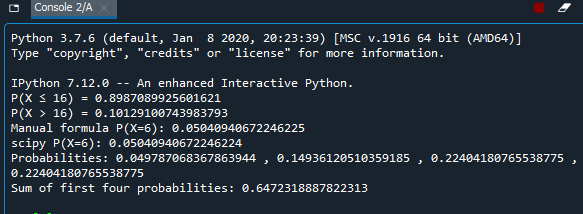 Console 2/A
Python 3.7.6 (default, Jan  8 2020, 20:23:39) [MSC v.1916 64 bit (AMD64)]
Type "copyright", "credits" or "license" for more information.
IPython 7.12.0 -- An enhanced Interactive Python.
P(X ≤ 16) = 0.8987089925601621
P(X > 16) = 0.10129100743983793
Manual formula P(X=6): 0.05040940672246225
scipy P(X=6): 0.05040940672246224
Probabilities: 0.049787068367863944 , 0.14936120510359185 , 0.22404180765538775 ,
0.22404180765538775
Sum of first four probabilities: 0.6472318887822313